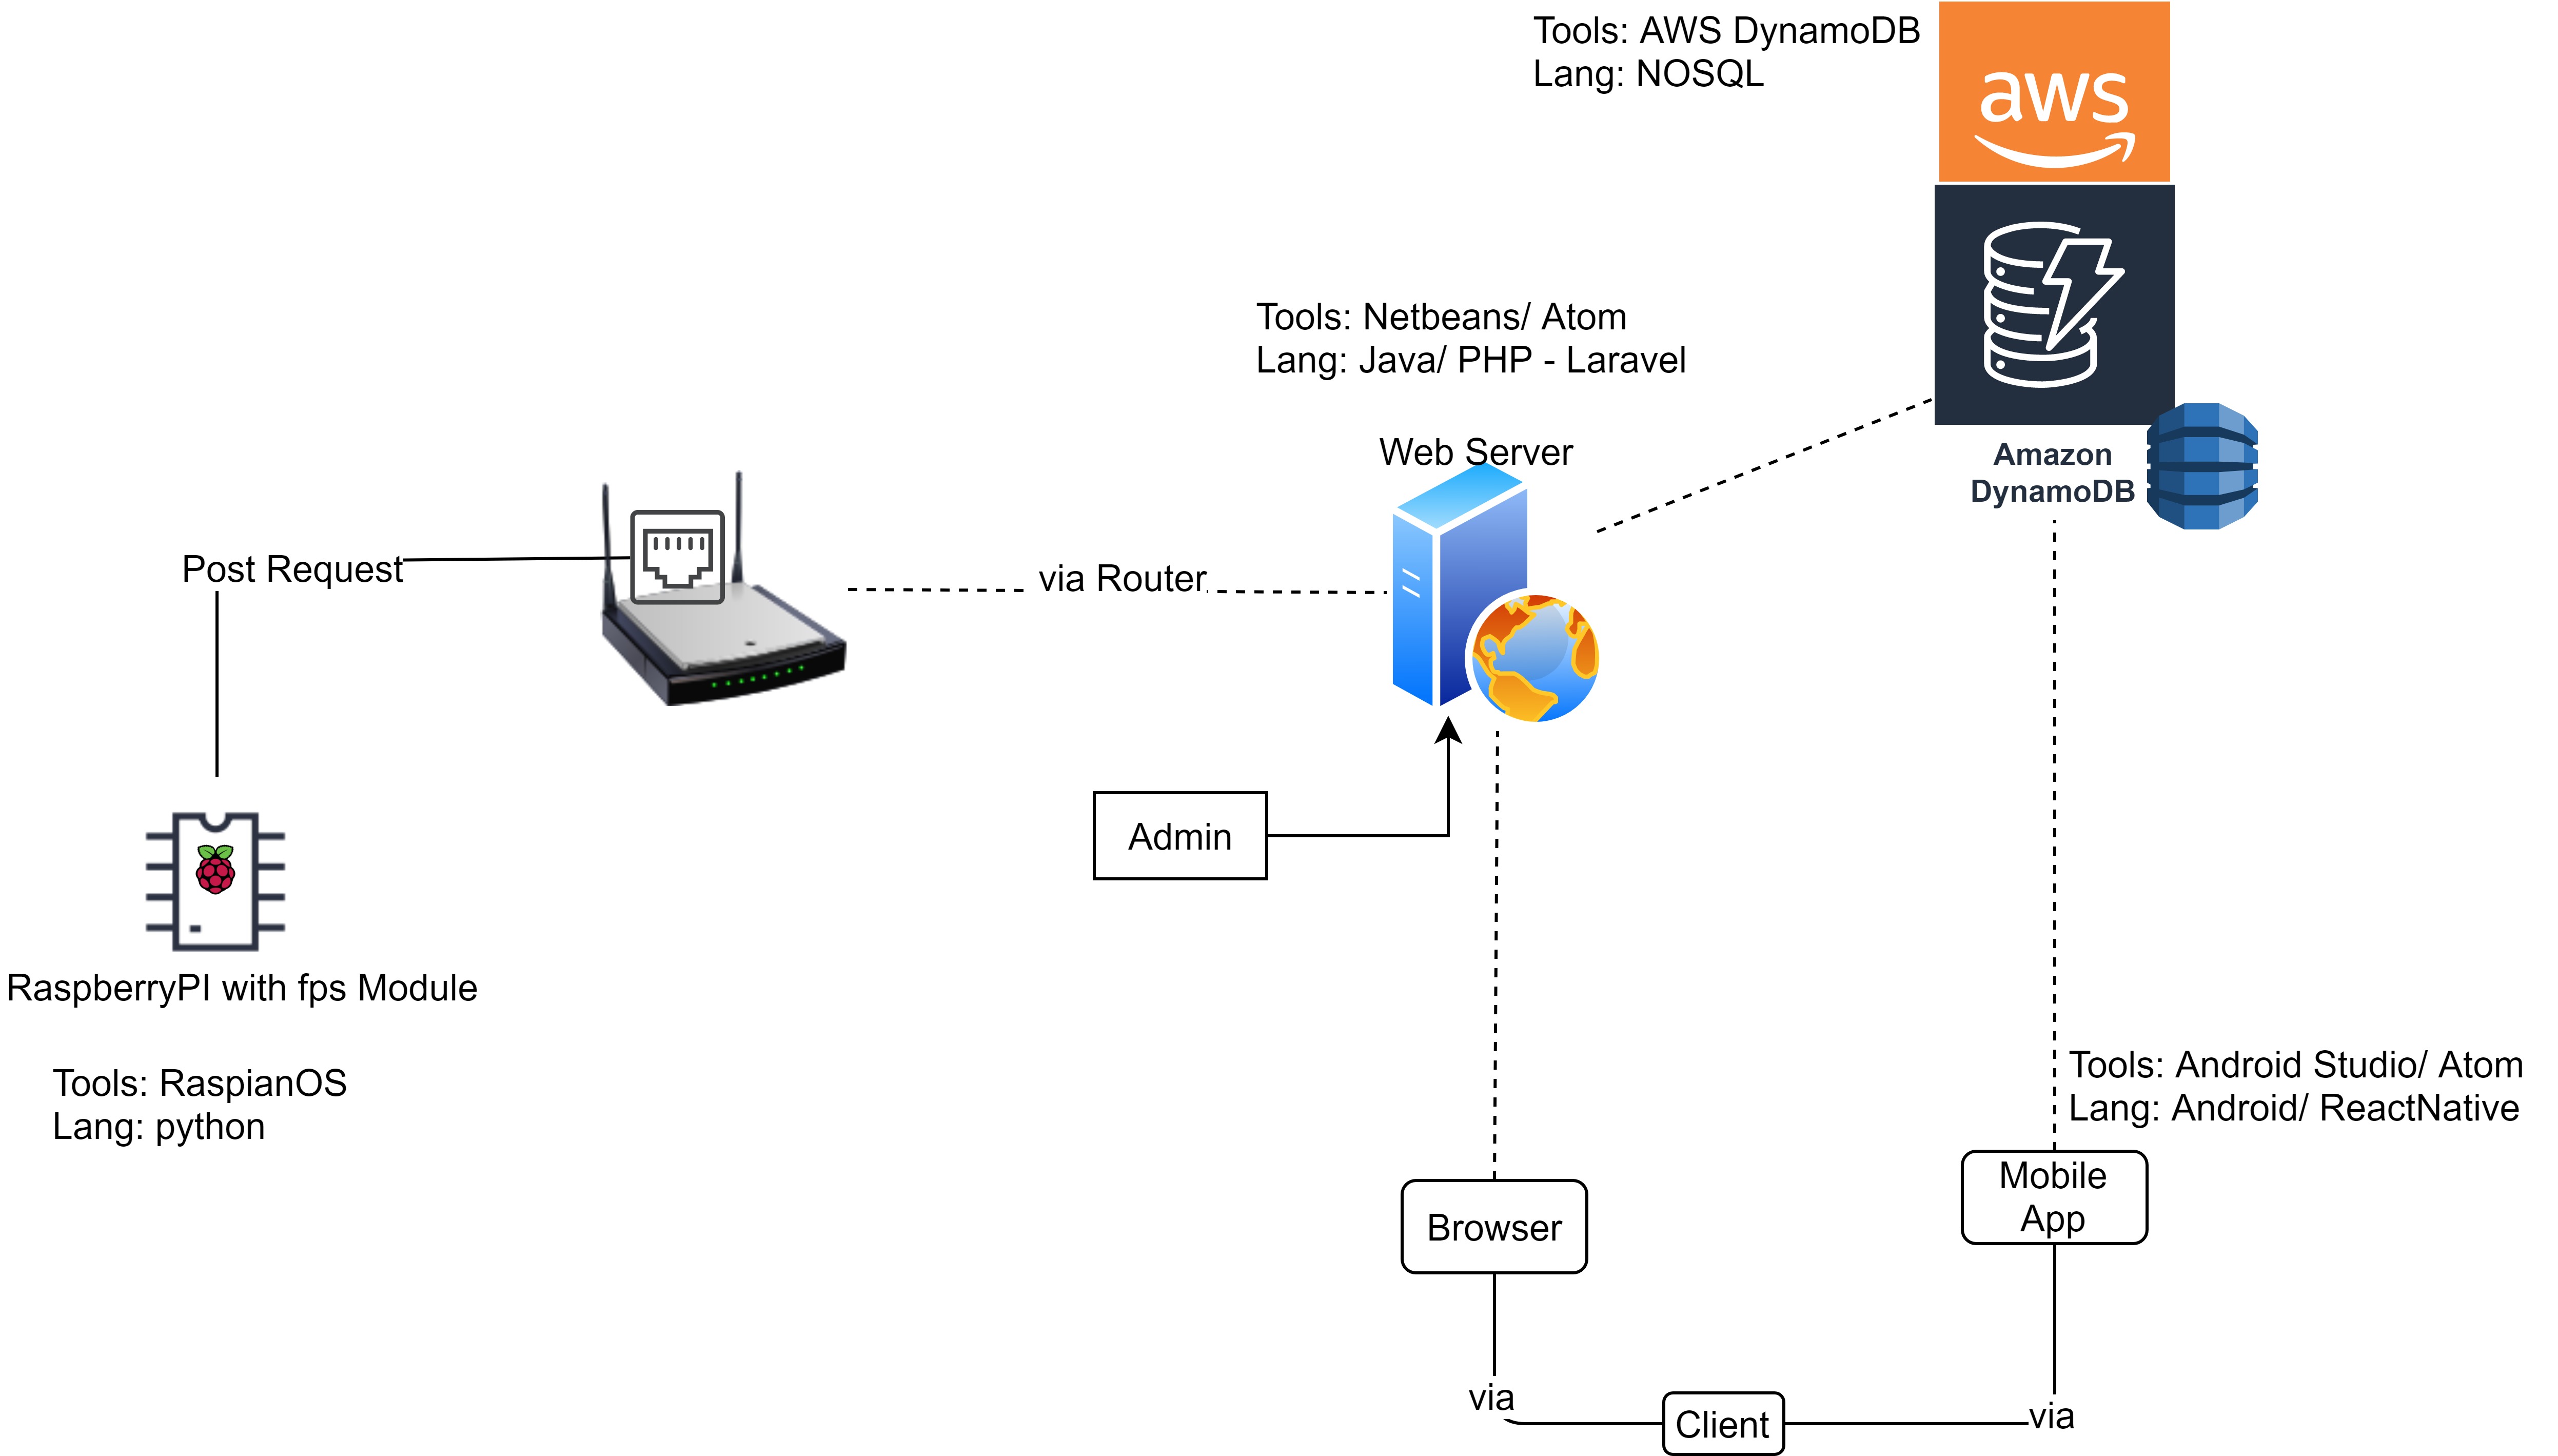 Tools: AWS DynamoDB
Lang: NOSQL
aws
Tools: Netbeans/ Atom
Lang: Java/ PHP - Laravel
Web Server
Amazon
DynamoDB
Post Request
via Router
Admin
RaspberryPI with fps Module
Tools: RaspianOS
Lang: python
Tools: Android Studio/ Atom
Lang: Android/ ReactNative
Mobile
App
Browser
via
Client
via